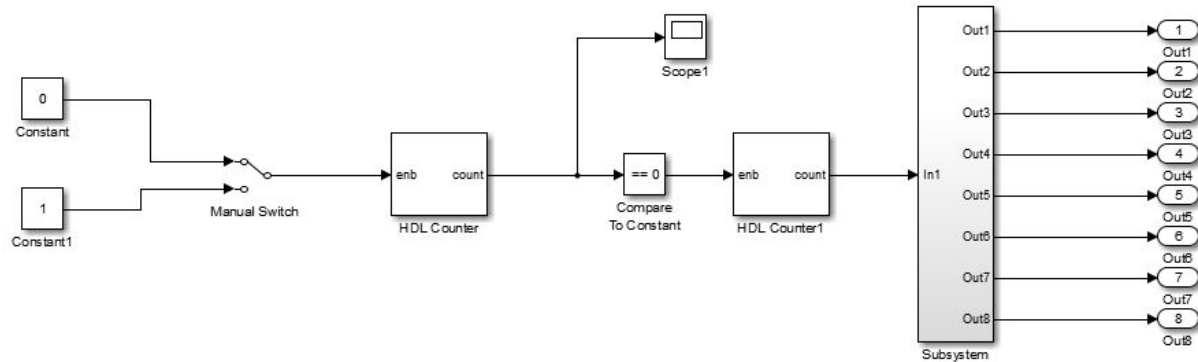 0
Constant
1
Constant1
Manual Switch
enb
count
HDL Counter
Scope1
== 0
Compare
To Constant
enb
count
HDL Counter1
In1
Out1
Out2
Out3
Out4
Out5
Out6
Out7
Out8
Subsystem
1
Out1
2
Out2
3
Out3
4
Out4
5
Out5
6
Out6
7
Out7
8
Out8